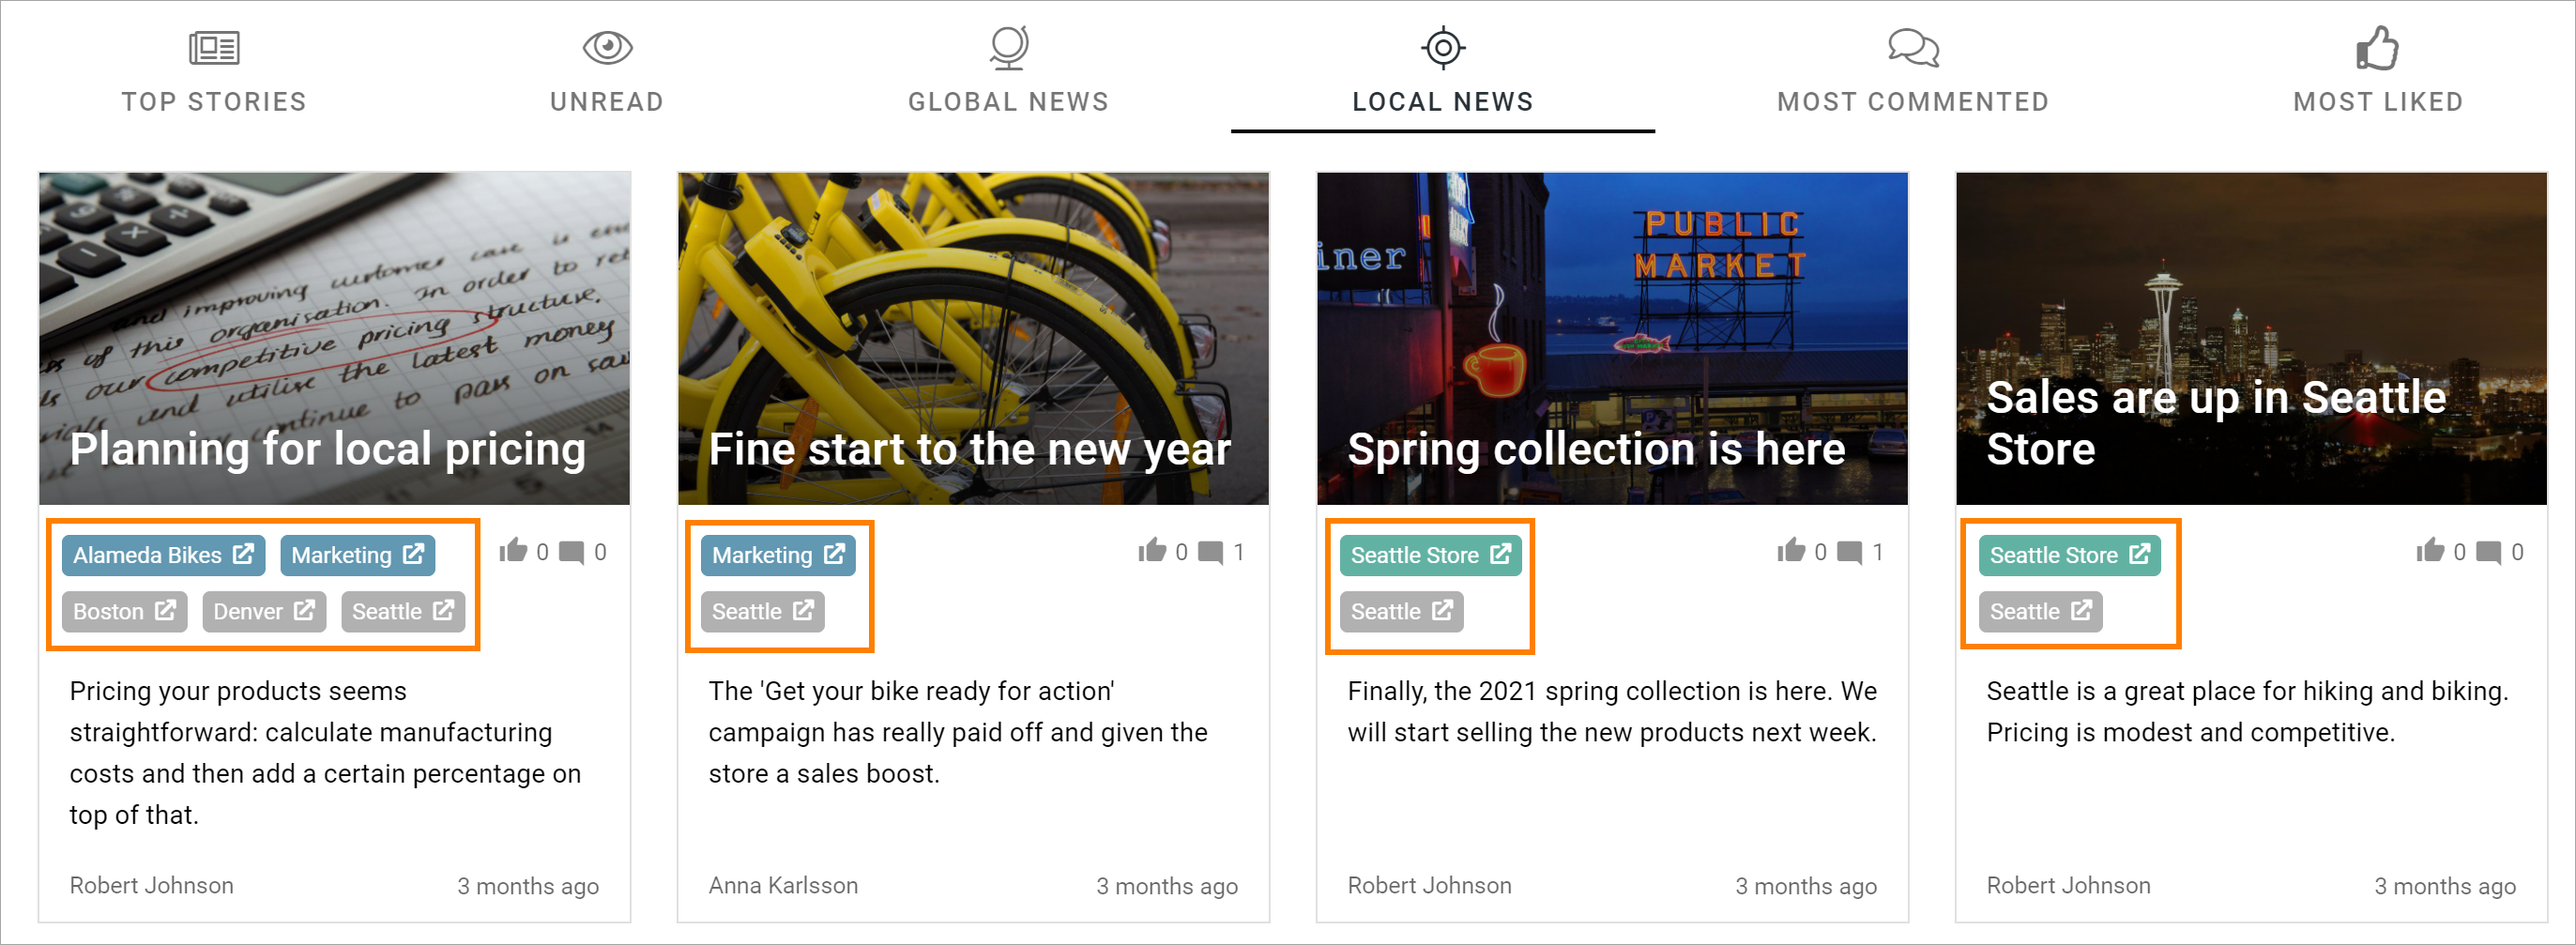 TOP STORIES
UNREAD
GLOBAL NEWS
LOCAL NEWS
MOST COMMENTED
MOST LIKED
and improving customer case is
of this organisation. In order to
our competitive pricing structure.
and utilise the latest money
continue to pass on
Planning for local pricing
Alameda Bikes
Marketing
0 0
Boston
Denver
Seattle
Pricing your products seems
straightforward: calculate manufacturing
costs and then add a certain percentage on
top of that.
Robert Johnson
3 months ago
Fine start to the new year
Marketing
0 1
Seattle
The 'Get your bike ready for action'
campaign has really paid off and given the
store a sales boost.
Anna Karlsson
3 months ago
PUBLIC
MARKET
Spring collection is here
Seattle Store
0 1
Seattle
Finally, the 2021 spring collection is here. We
will start selling the new products next week.
Robert Johnson
3 months ago
Sales are up in Seattle
Store
Seattle Store
0 0
Seattle
Seattle is a great place for hiking and biking.
Pricing is modest and competitive.
Robert Johnson
3 months ago